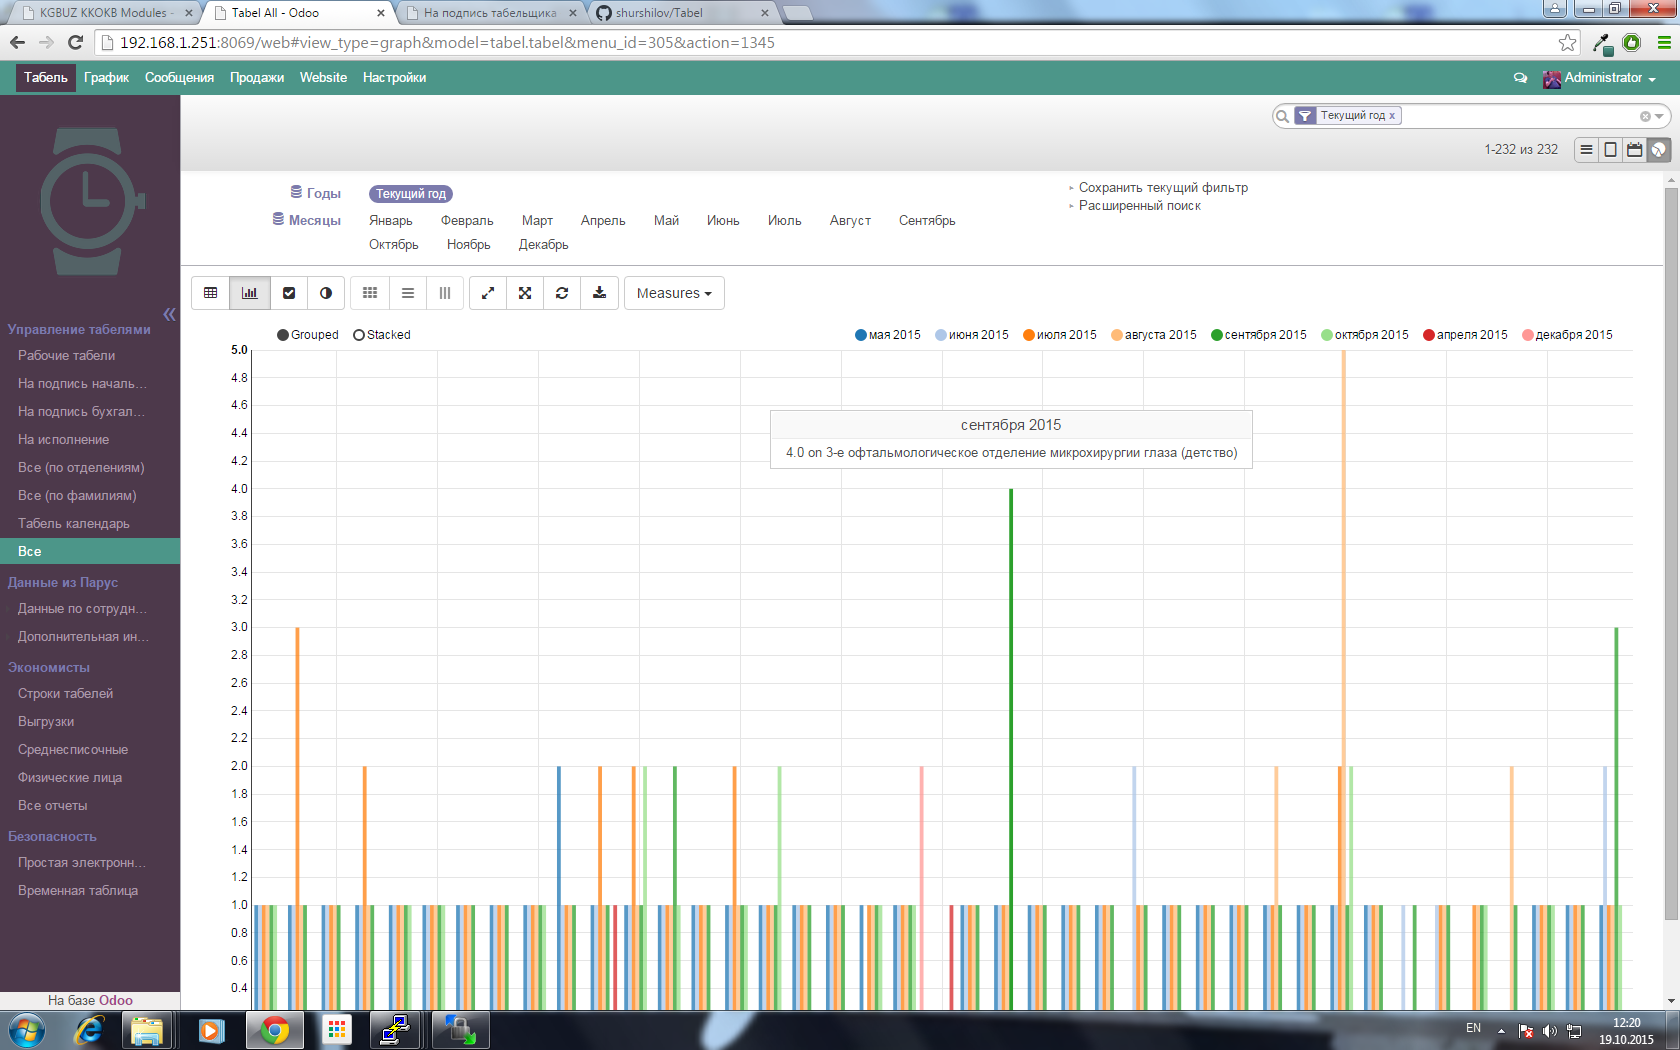 KGBUZ KKOKB Modules -
Tabel All - Odoo
На подпись табельщика
shurshilov/Tabel
192.168.1.251:8069/web#view_type=graph&model=tabel.tabel&menu_id=305&action=1345
Табель График Сообщения Продажи Website Настройки
Administrator
Текущий год x
1-232 из 232
Годы Текущий год
Месяцы Январь Февраль Март Апрель Май Июнь Июль Август Сентябрь
Октябрь Ноябрь Декабрь
Сохранить текущий фильтр
Расширенный поиск
Measures
Управление табелями
Рабочие табели
На подпись началь...
На подпись бухгал...
На исполнение
Все (по отделениям)
Все (по фамилиям)
Табель календарь
Все
Данные из Парус
Данные по сотрудн...
Дополнительная ин...
Экономисты
Строки табелей
Выгрузки
Среднесписочные
Физические лица
Все отчеты
Безопасность
Простая электронн...
Временная таблица
На базе Odoo
Grouped Stacked
мая 2015 июня 2015 июля 2015 августа 2015 сентября 2015 октября 2015 апреля 2015 декабря 2015
5.0
4.8
4.6
4.4
4.2
4.0
3.8
3.6
3.4
3.2
3.0
2.8
2.6
2.4
2.2
2.0
1.8
1.6
1.4
1.2
1.0
0.8
0.6
0.4
сентября 2015
4.0 on 3-е офтальмологическое отделение микрохирургии глаза (детство)
EN
12:20
19.10.2015